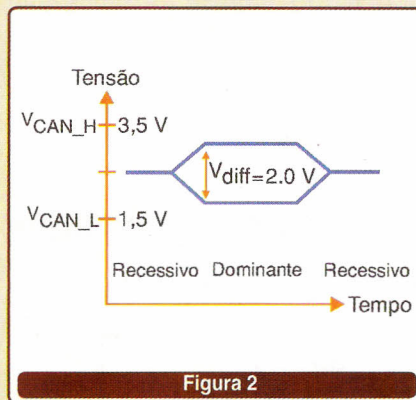 Tensão
VCAN_H 3,5 V
Vdiff=2.0 V
VCAN_L 1,5 V
Recessivo Dominante Recessivo
Tempo
Figura 2